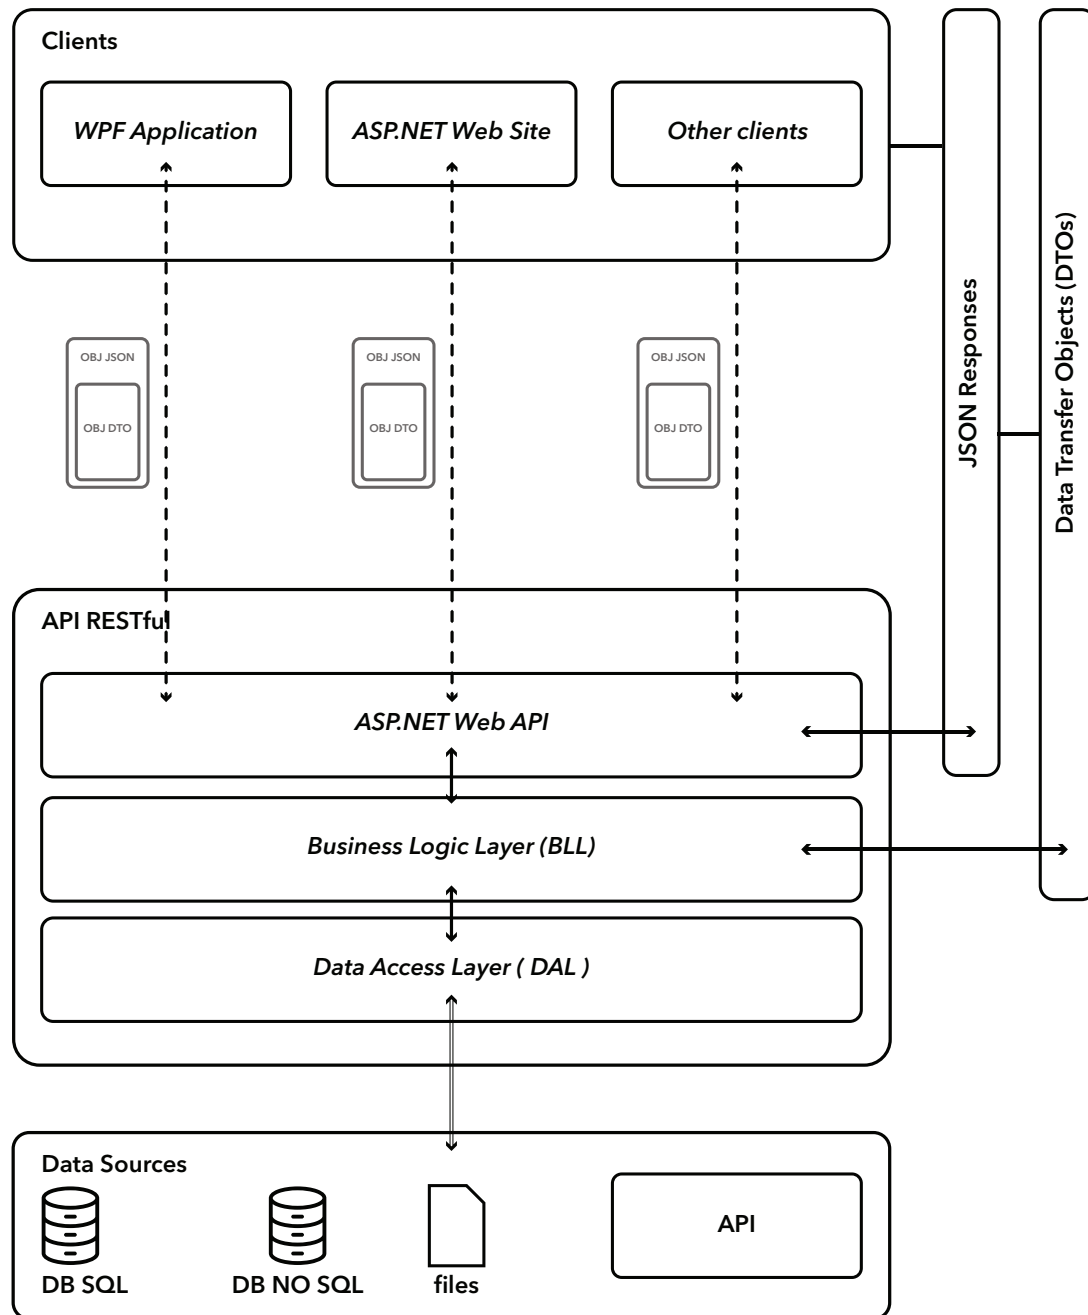 Clients
WPF Application
ASP.NET Web Site
Other clients
JSON Responses
Data Transfer Objects (DTOs)
OBJ JSON
OBJ DTO
OBJ JSON
OBJ DTO
OBJ JSON
OBJ DTO
API RESTful
ASP.NET Web API
Business Logic Layer (BLL)
Data Access Layer ( DAL )
Data Sources
DB SQL
DB NO SQL
files
API